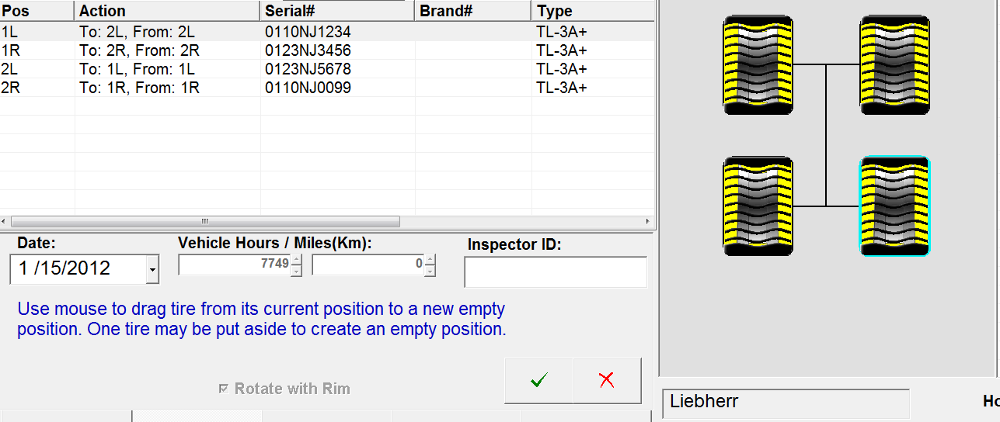 Pos Action Serial# Brand# Type
1L To: 2L, From: 2L 0110NJ1234 TL-3A+
1R To: 2R, From: 2R 0123NJ3456 TL-3A+
2L To: 1L, From: 1L 0123NJ5678 TL-3A+
2R To: 1R, From: 1R 0110NJ0099 TL-3A+
Date: Vehicle Hours / Miles(Km): Inspector ID:
1 /15/2012 7749 0
Use mouse to drag tire from its current position to a new empty
position. One tire may be put aside to create an empty position.
Rotate with Rim
Liebherr Ho